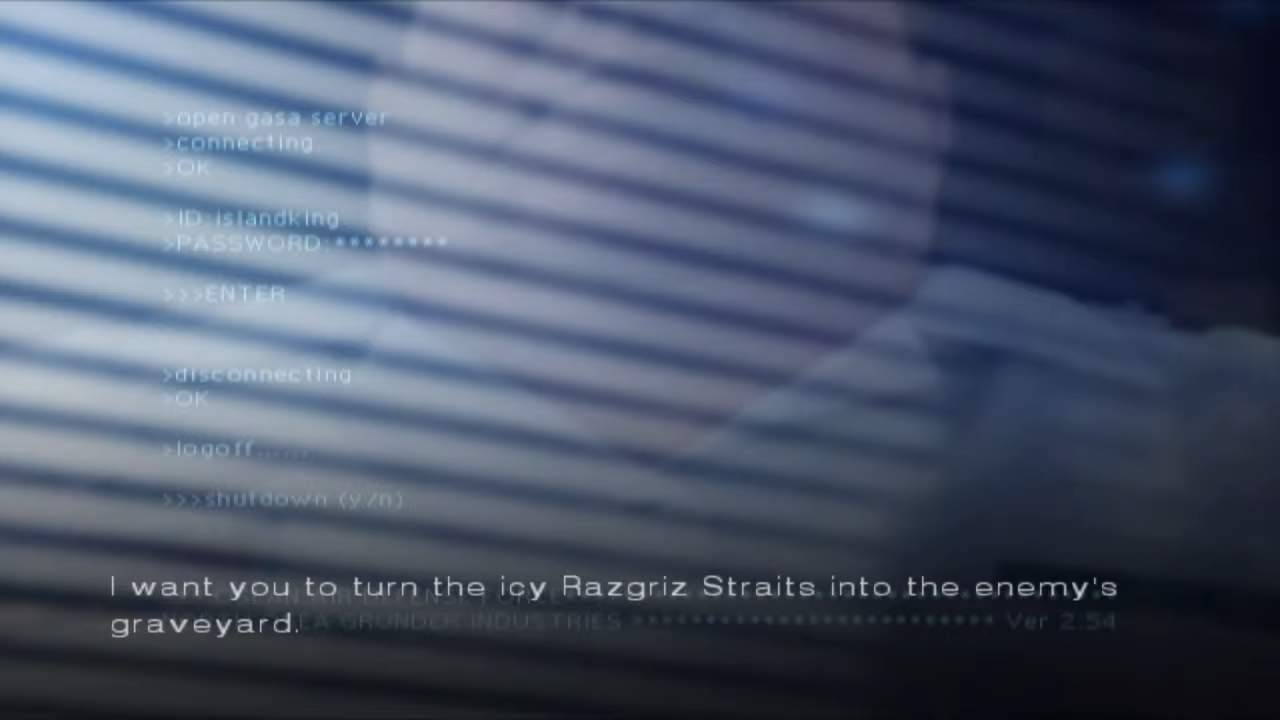 >open gasa server
>connecting
>OK
>ID:islandking
>PASSWORD:********
>>>ENTER
>disconnecting
>OK
>logoff......
>>>shutdown (y/n)
I want you to turn the icy Razgriz Straits into the enemy's
graveyard.
GRUNDER INDUSTRIES Ver 2.54